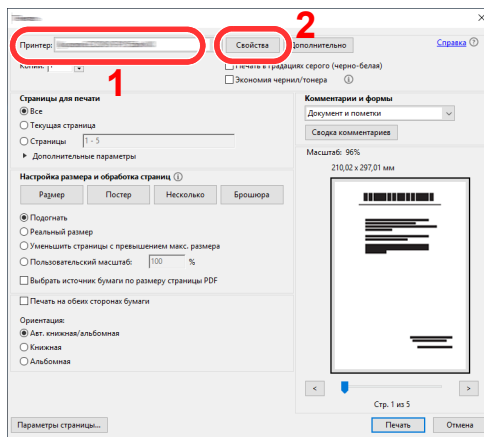 2
Принтер:
Свойства
Дополнительно
Справка
Копий: 1
Печать в градациях серого (черно-белая)
1
Экономия чернил/тонера
Страницы для печати
Комментарии и формы
Все
Документ и пометки
Текущая страница
Страницы 1 - 5
Сводка комментариев
Дополнительные параметры
Масштаб: 96%
210,02 x 297,01 мм
Настройка размера и обработка страниц
Размер
Постер
Несколько
Брошюра
Подогнать
Реальный размер
Уменьшить страницы с превышением макс. размера
Пользовательский масштаб: 100 %
Выбрать источник бумаги по размеру страницы PDF
Печать на обеих сторонах бумаги
Ориентация:
Авт. книжная/альбомная
Книжная
Альбомная
< >
Стр. 1 из 5
Параметры страницы...
Печать
Отмена